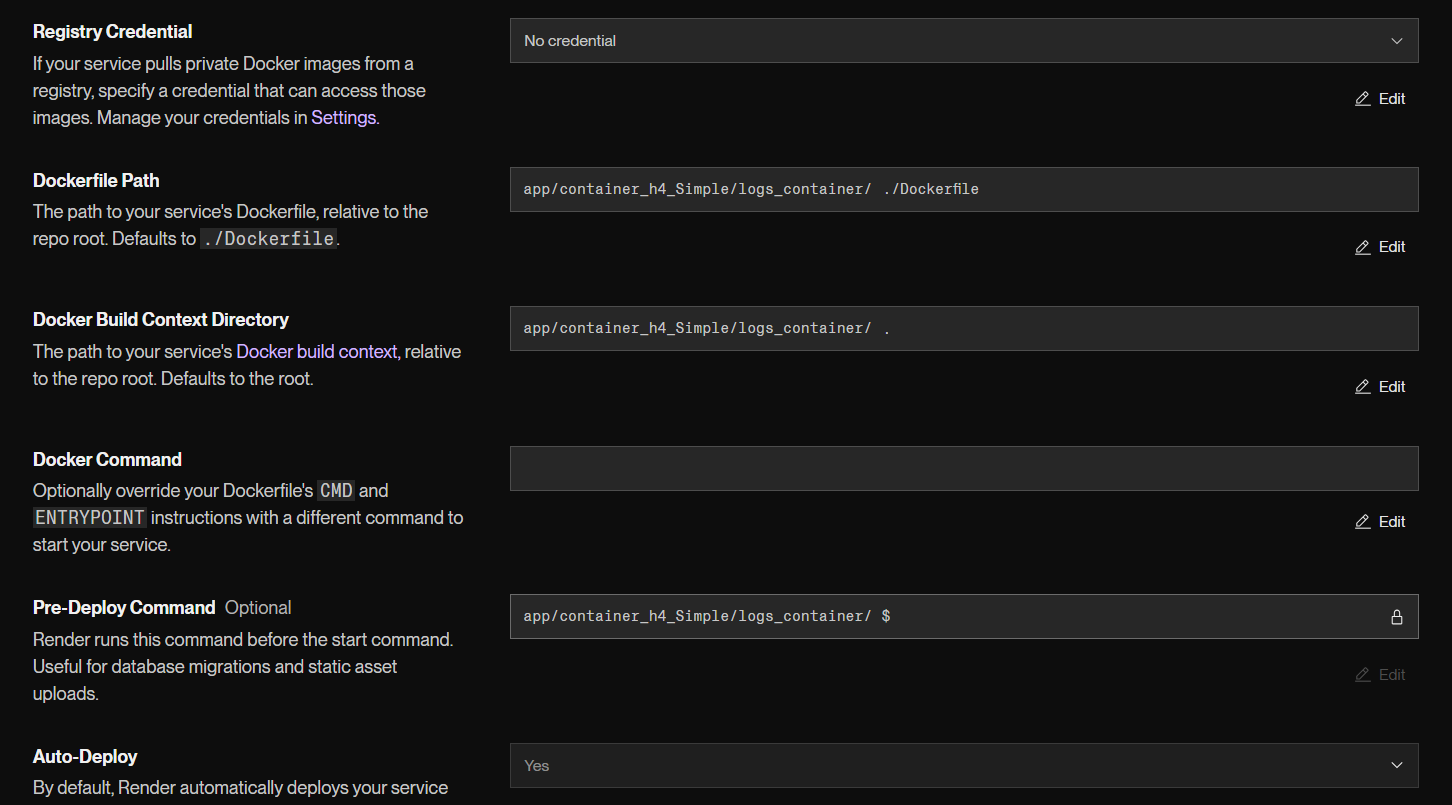 Registry Credential
No credential
If your service pulls private Docker images from a
registry, specify a credential that can access those
images. Manage your credentials in Settings.
Edit
Dockerfile Path
app/container_h4_Simple/logs_container/ ./Dockerfile
The path to your service's Dockerfile, relative to the
repo root. Defaults to ./Dockerfile.
Edit
Docker Build Context Directory
app/container_h4_Simple/logs_container/ .
The path to your service's Docker build context, relative
to the repo root. Defaults to the root.
Edit
Docker Command
Optionally override your Dockerfile's CMD and
ENTRYPOINT instructions with a different command to
start your service.
Edit
Pre-Deploy Command Optional
app/container_h4_Simple/logs_container/ $
Render runs this command before the start command.
Useful for database migrations and static asset
uploads.
Edit
Auto-Deploy
Yes
By default, Render automatically deploys your service